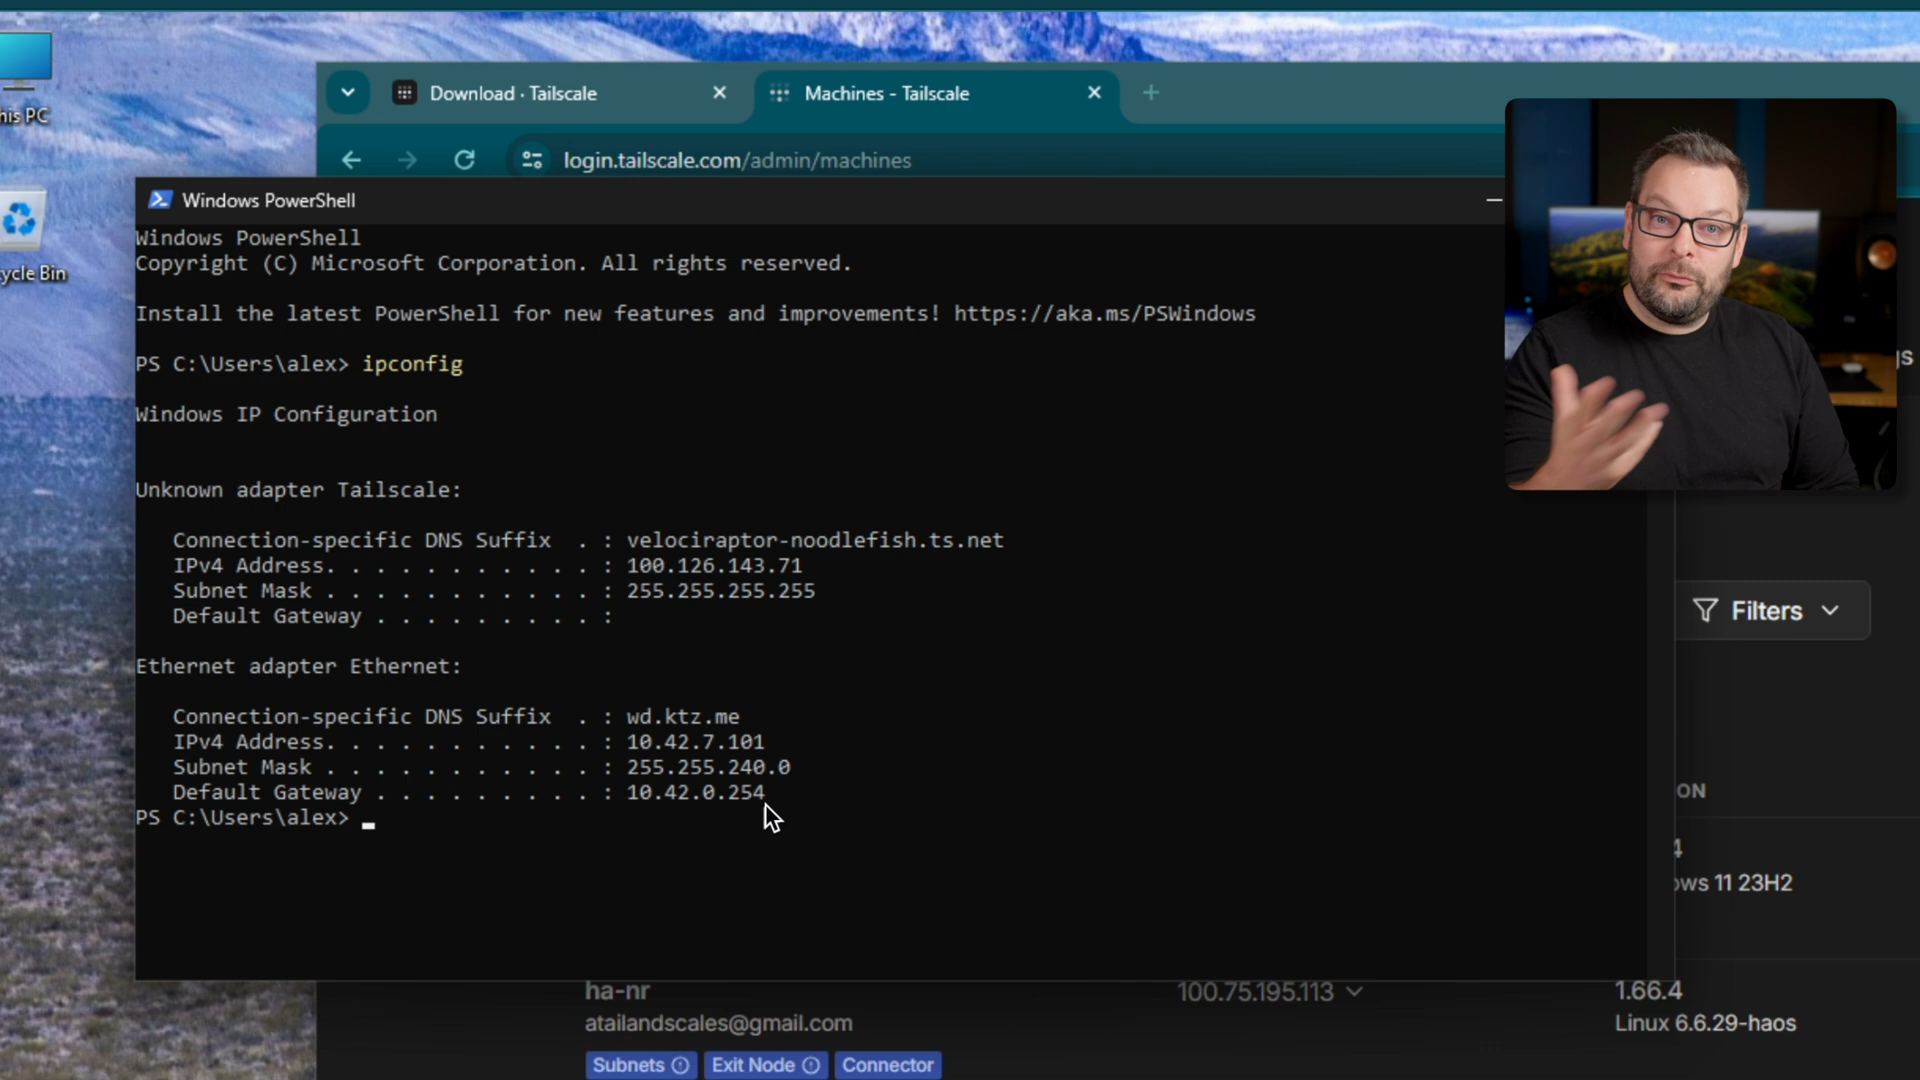 his PC
ycle Bin
Download · Tailscale
Machines - Tailscale
login.tailscale.com/admin/machines
Windows PowerShell
Windows PowerShell
Copyright (C) Microsoft Corporation. All rights reserved.
Install the latest PowerShell for new features and improvements! https://aka.ms/PSWindows
PS C:\Users\alex> ipconfig
Windows IP Configuration
Unknown adapter Tailscale:
Connection-specific DNS Suffix  . : velociraptor-noodlefish.ts.net
IPv4 Address. . . . . . . . . . . : 100.126.143.71
Subnet Mask . . . . . . . . . . . : 255.255.255.255
Default Gateway . . . . . . . . . :
Ethernet adapter Ethernet:
Connection-specific DNS Suffix  . : wd.ktz.me
IPv4 Address. . . . . . . . . . . : 10.42.7.101
Subnet Mask . . . . . . . . . . . : 255.255.240.0
Default Gateway . . . . . . . . . : 10.42.0.254
PS C:\Users\alex>
gs
Filters
ON
4
ows 11 23H2
ha-nr
100.75.195.113
1.66.4
atailandscales@gmail.com
Linux 6.6.29-haos
Subnets
Exit Node
Connector